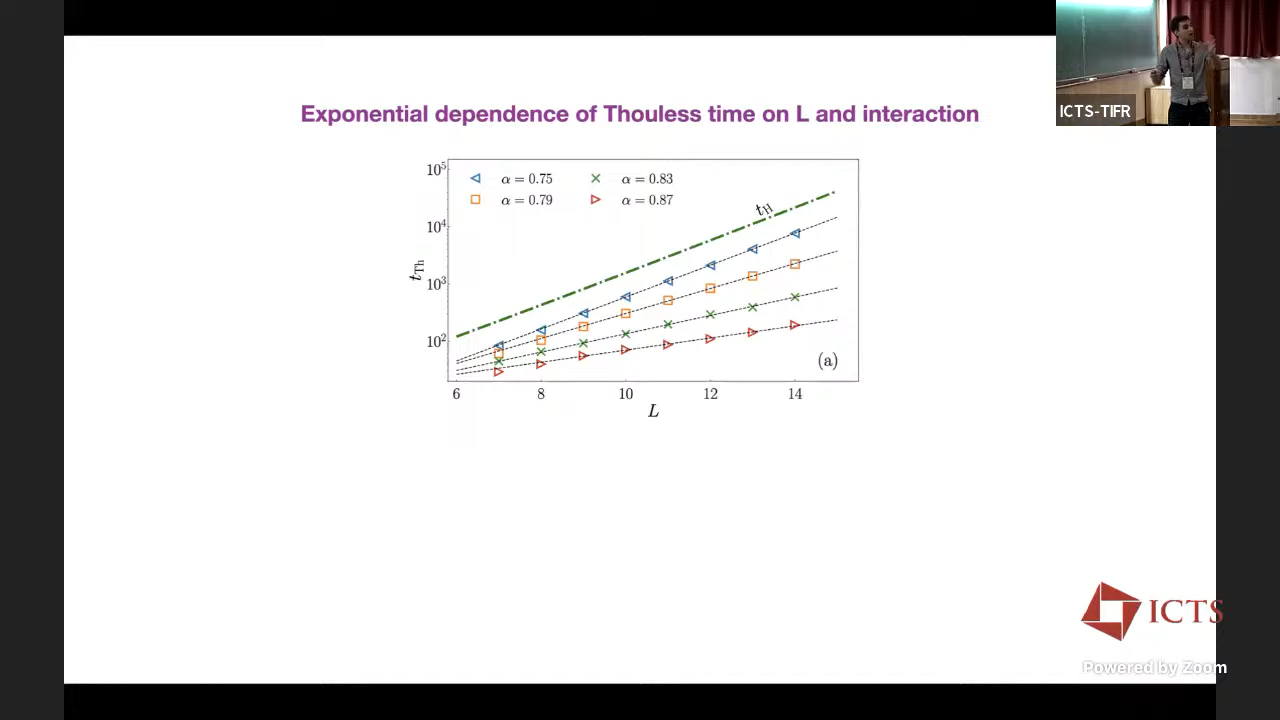 ICTS-TIFR
Exponential dependence of Thouless time on L and interaction
10^5
10^4
10^3
10^2
t_Th
α = 0.75
α = 0.79
α = 0.83
α = 0.87
t_H
(a)
6 8 10 12 14
L
ICTS
Powered by Zoom